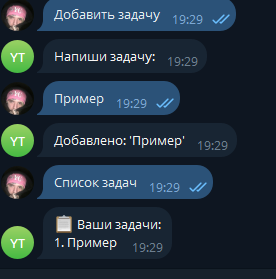 Добавить задачу 19:29
YT
Напиши задачу: 19:29
Пример 19:29
YT
Добавлено: 'Пример' 19:29
Список задач 19:29
📋 Ваши задачи:
1. Пример 19:29
YT